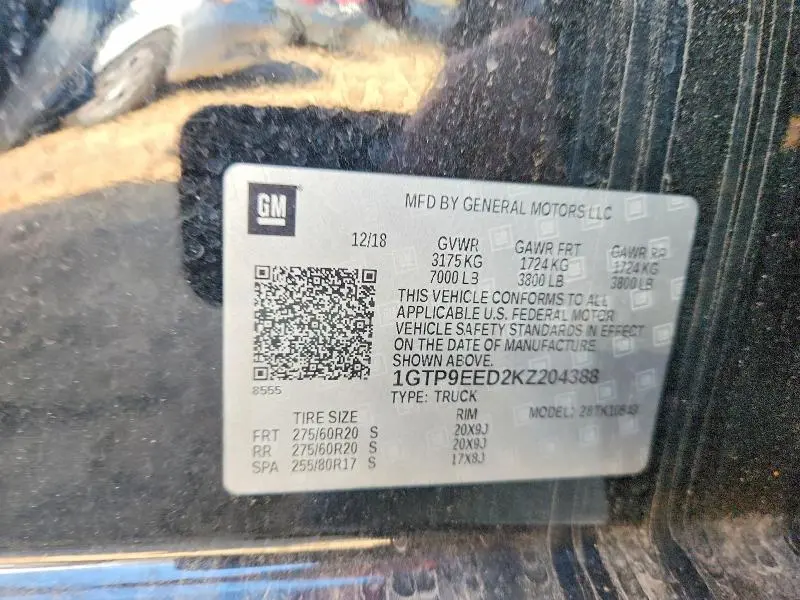 GM
MFD BY GENERAL MOTORS LLC
12/18
GVWR GAWR FRT GAWR RR
3175 KG 1724 KG 1724 KG
7000 LB 3800 LB 3800 LB
THIS VEHICLE CONFORMS TO ALL
APPLICABLE U.S. FEDERAL MOTOR
VEHICLE SAFETY STANDARDS IN EFFECT
ON THE DATE OF MANUFACTURE
SHOWN ABOVE.
8555
1GTP9EED2KZ204388
TYPE: TRUCK
TIRE SIZE RIM MODEL:
FRT 275/60R20 S 20X9J
RR 275/60R20 S 20X9J
SPA 255/80R17 S 17X8J